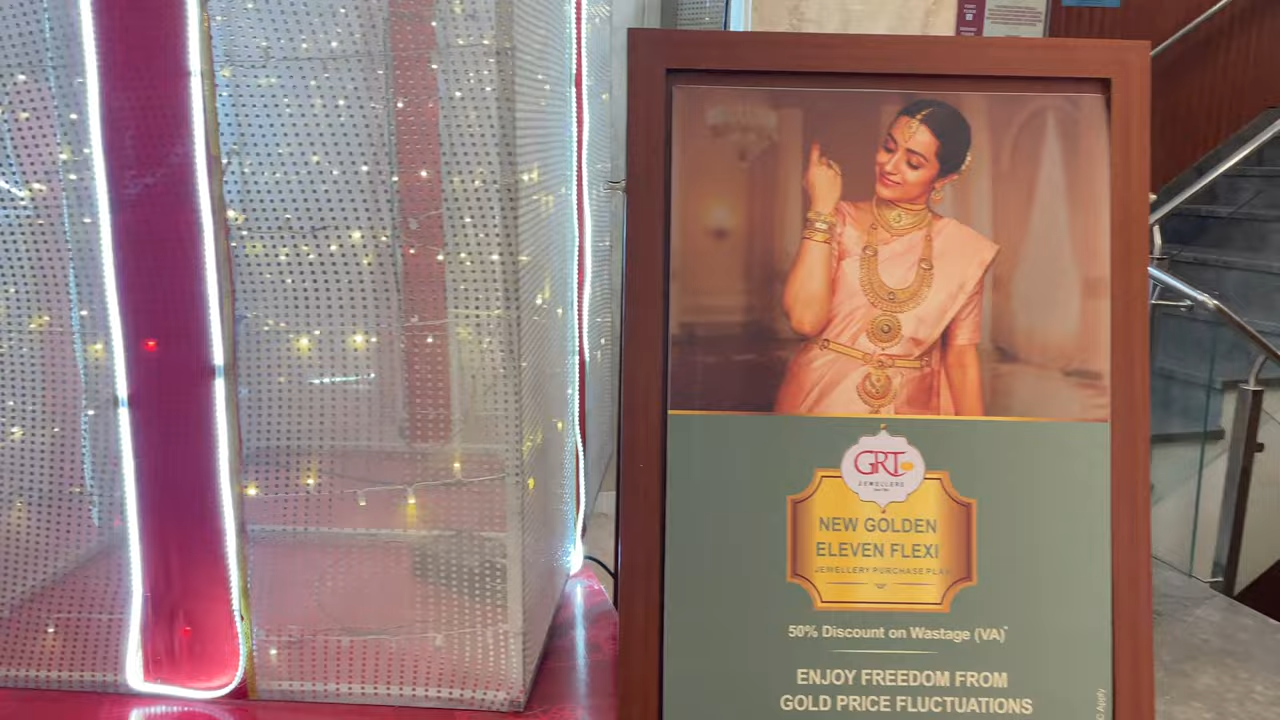 GRT
JEWELLERS
NEW GOLDEN
ELEVEN FLEXI
JEWELLERY PURCHASE PLAN
50% Discount on Wastage (VA)*
ENJOY FREEDOM FROM
GOLD PRICE FLUCTUATIONS
Apply